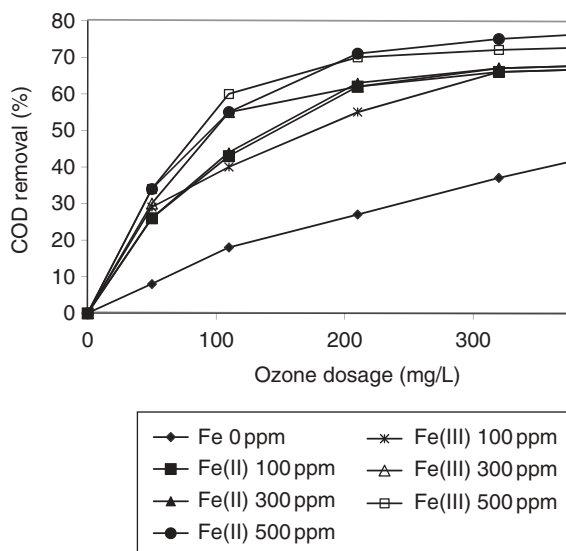 80
70
60
50
40
30
20
10
0
COD removal (%)
0 100 200 300
Ozone dosage (mg/L)
Fe 0 ppm
Fe(II) 100 ppm
Fe(II) 300 ppm
Fe(II) 500 ppm
Fe(III) 100 ppm
Fe(III) 300 ppm
Fe(III) 500 ppm